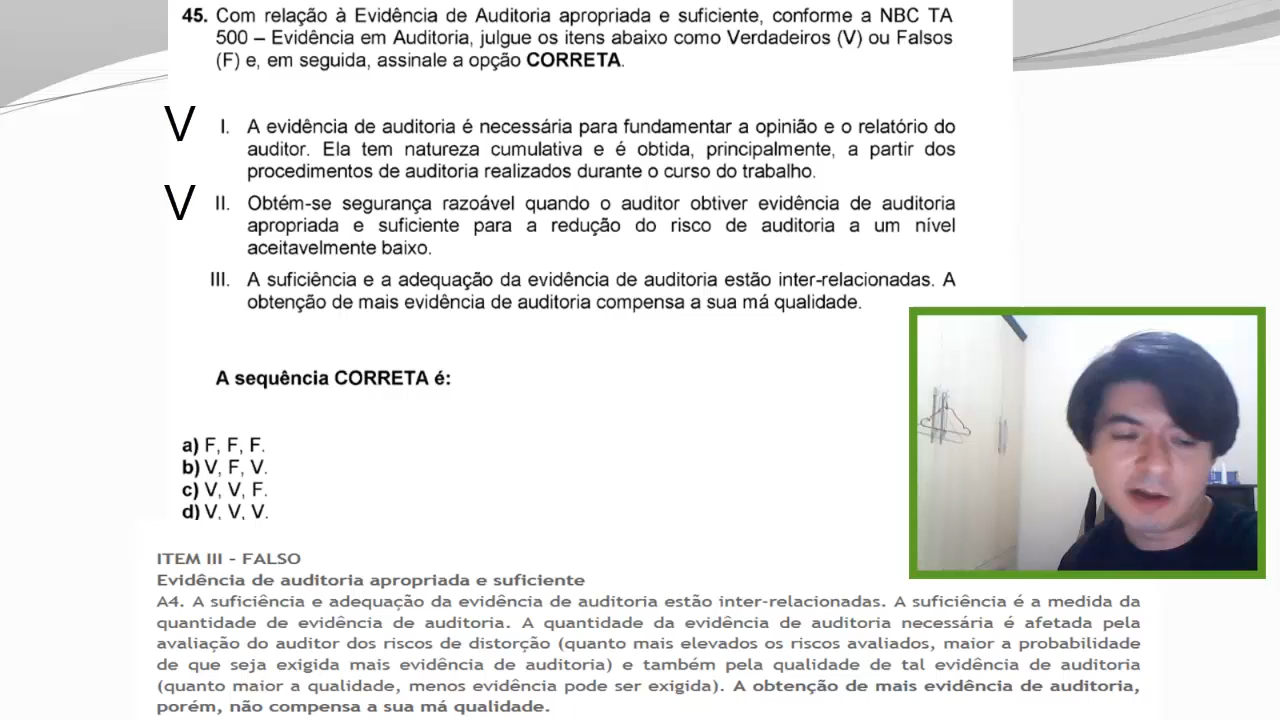 45. Com relação à Evidência de Auditoria apropriada e suficiente, conforme a NBC TA
500 – Evidência em Auditoria, julgue os itens abaixo como Verdadeiros (V) ou Falsos
(F) e, em seguida, assinale a opção CORRETA.
V
I. A evidência de auditoria é necessária para fundamentar a opinião e o relatório do
auditor. Ela tem natureza cumulativa e é obtida, principalmente, a partir dos
procedimentos de auditoria realizados durante o curso do trabalho.
V
II. Obtém-se segurança razoável quando o auditor obtiver evidência de auditoria
apropriada e suficiente para a redução do risco de auditoria a um nível
aceitavelmente baixo.
III. A suficiência e a adequação da evidência de auditoria estão inter-relacionadas. A
obtenção de mais evidência de auditoria compensa a sua má qualidade.
A sequência CORRETA é:
a) F, F, F.
b) V, F, V.
c) V, V, F.
d) V, V, V.
ITEM III - FALSO
Evidência de auditoria apropriada e suficiente
A4. A suficiência e adequação da evidência de auditoria estão inter-relacionadas. A suficiência é a medida da
quantidade de evidência de auditoria. A quantidade da evidência de auditoria necessária é afetada pela
avaliação do auditor dos riscos de distorção (quanto mais elevados os riscos avaliados, maior a probabilidade
de que seja exigida mais evidência de auditoria) e também pela qualidade de tal evidência de auditoria
(quanto maior a qualidade, menos evidência pode ser exigida). A obtenção de mais evidência de auditoria,
porém, não compensa a sua má qualidade.